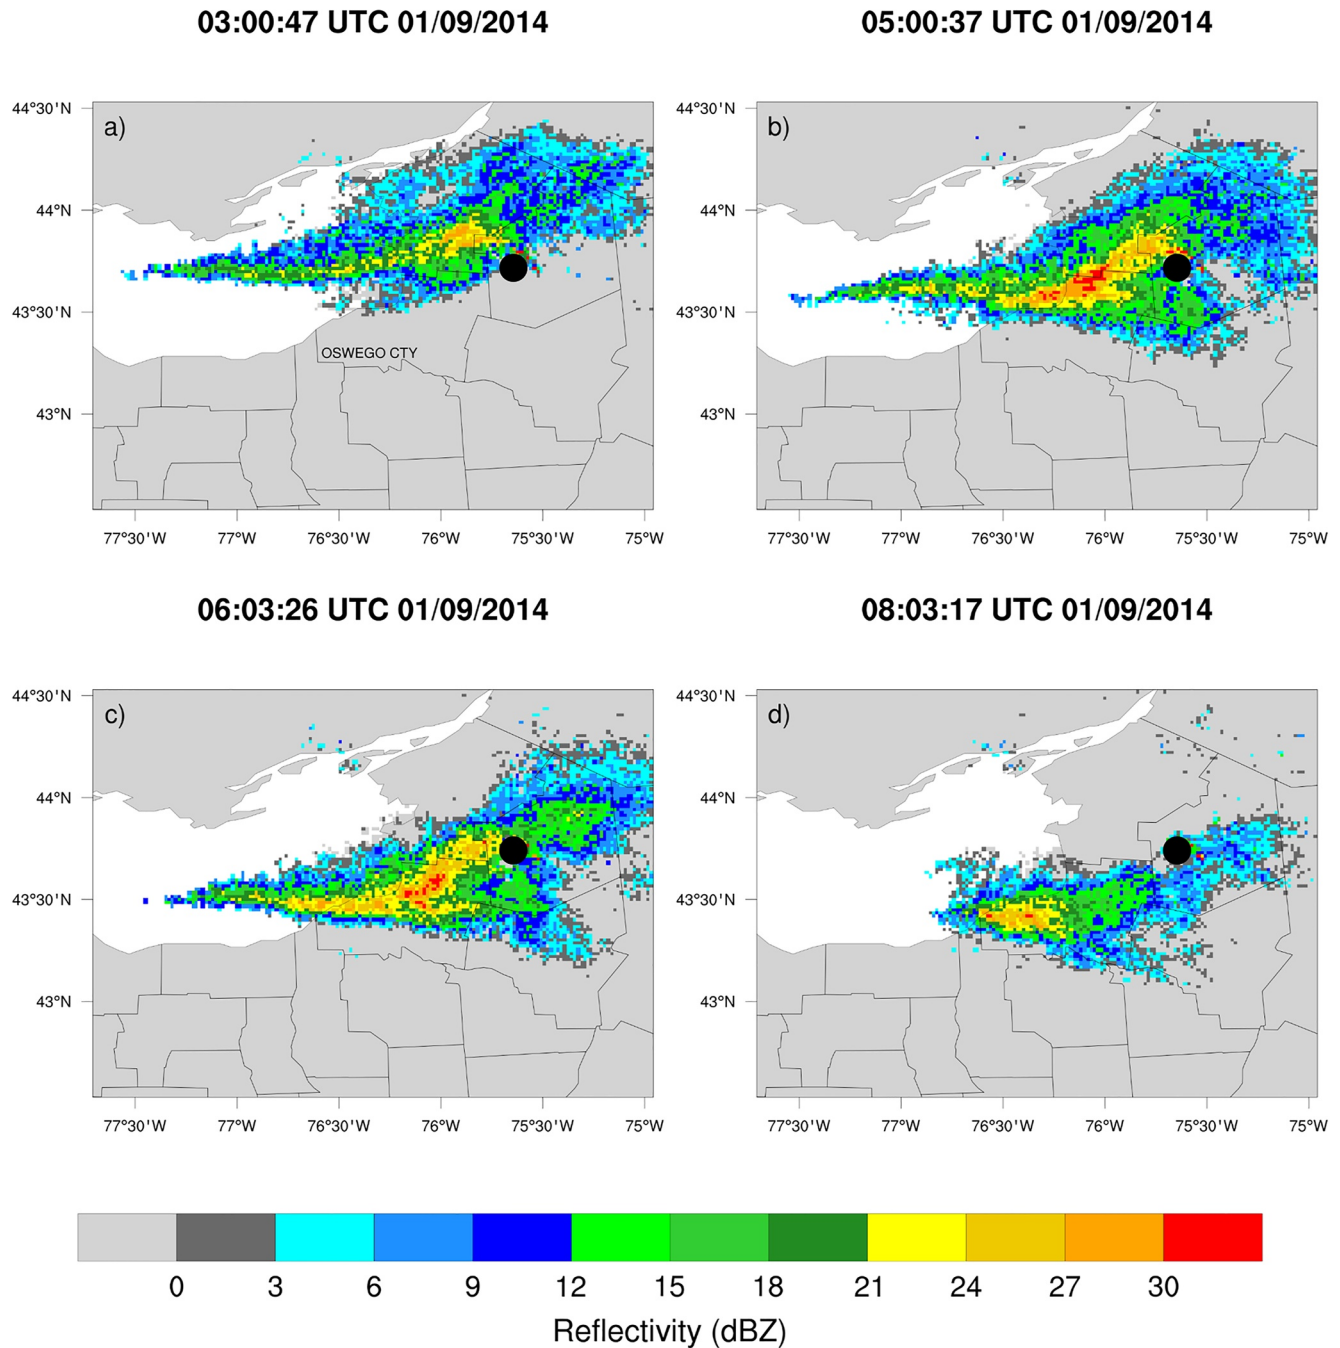 03:00:47 UTC 01/09/2014
05:00:37 UTC 01/09/2014
44°30'N
a)
44°30'N
b)
44°N
44°N
43°30'N
43°30'N
OSWEGO CTY
43°N
43°N
77°30'W 77°W 76°30'W 76°W 75°30'W 75°W
77°30'W 77°W 76°30'W 76°W 75°30'W 75°W
06:03:26 UTC 01/09/2014
08:03:17 UTC 01/09/2014
44°30'N
c)
44°30'N
d)
44°N
44°N
43°30'N
43°30'N
43°N
43°N
77°30'W 77°W 76°30'W 76°W 75°30'W 75°W
77°30'W 77°W 76°30'W 76°W 75°30'W 75°W
0 3 6 9 12 15 18 21 24 27 30
Reflectivity (dBZ)